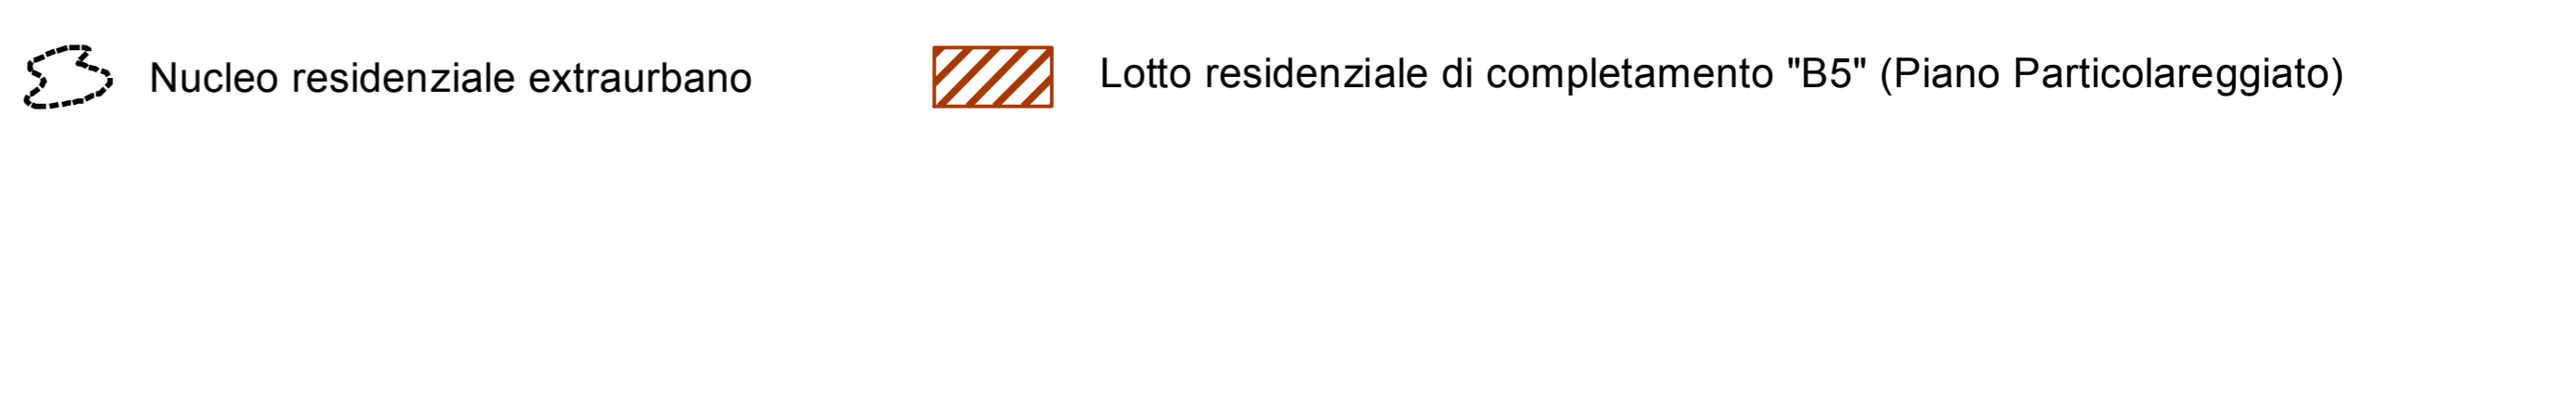 Nucleo residenziale extraurbano
Lotto residenziale di completamento "B5" (Piano Particolareggiato)